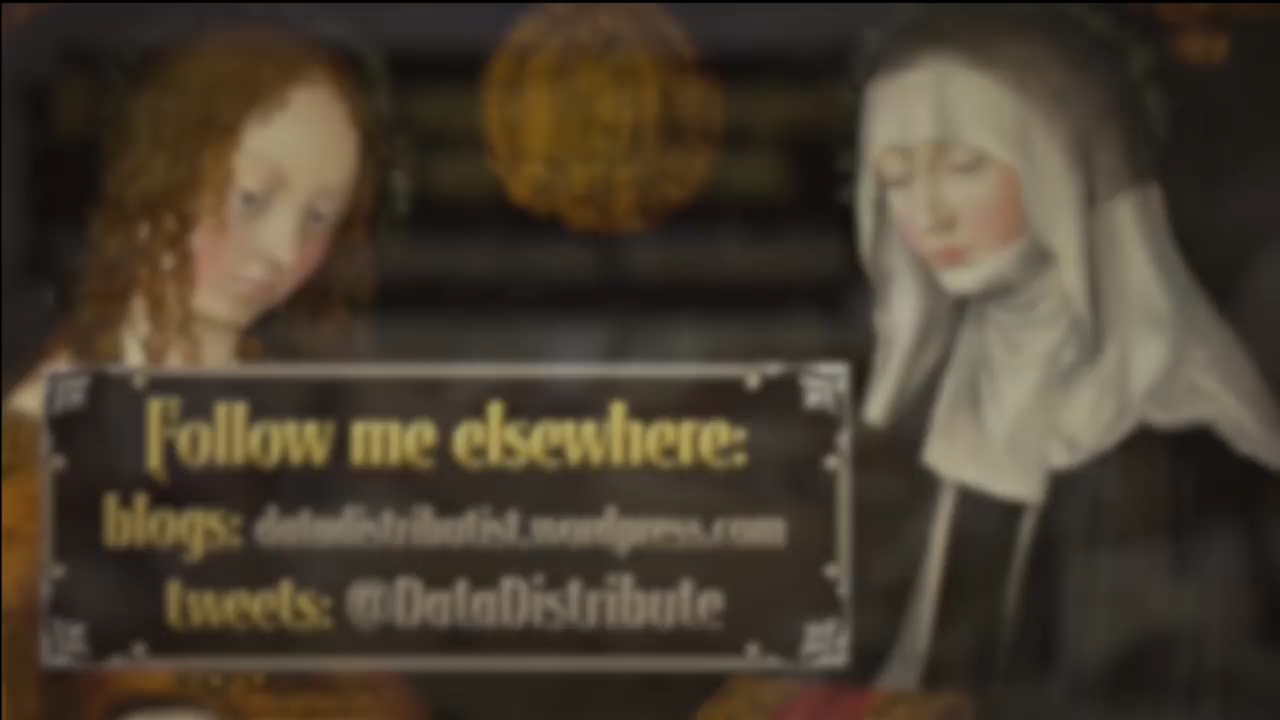 Follow me elsewhere:
blogs: datadistributist.wordpress.com
tweets: @DataDistribute